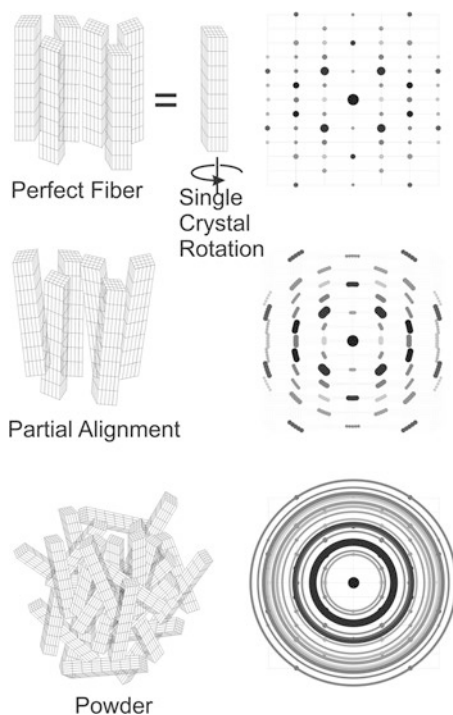 =
Perfect Fiber
Single
Crystal
Rotation
Partial Alignment
Powder